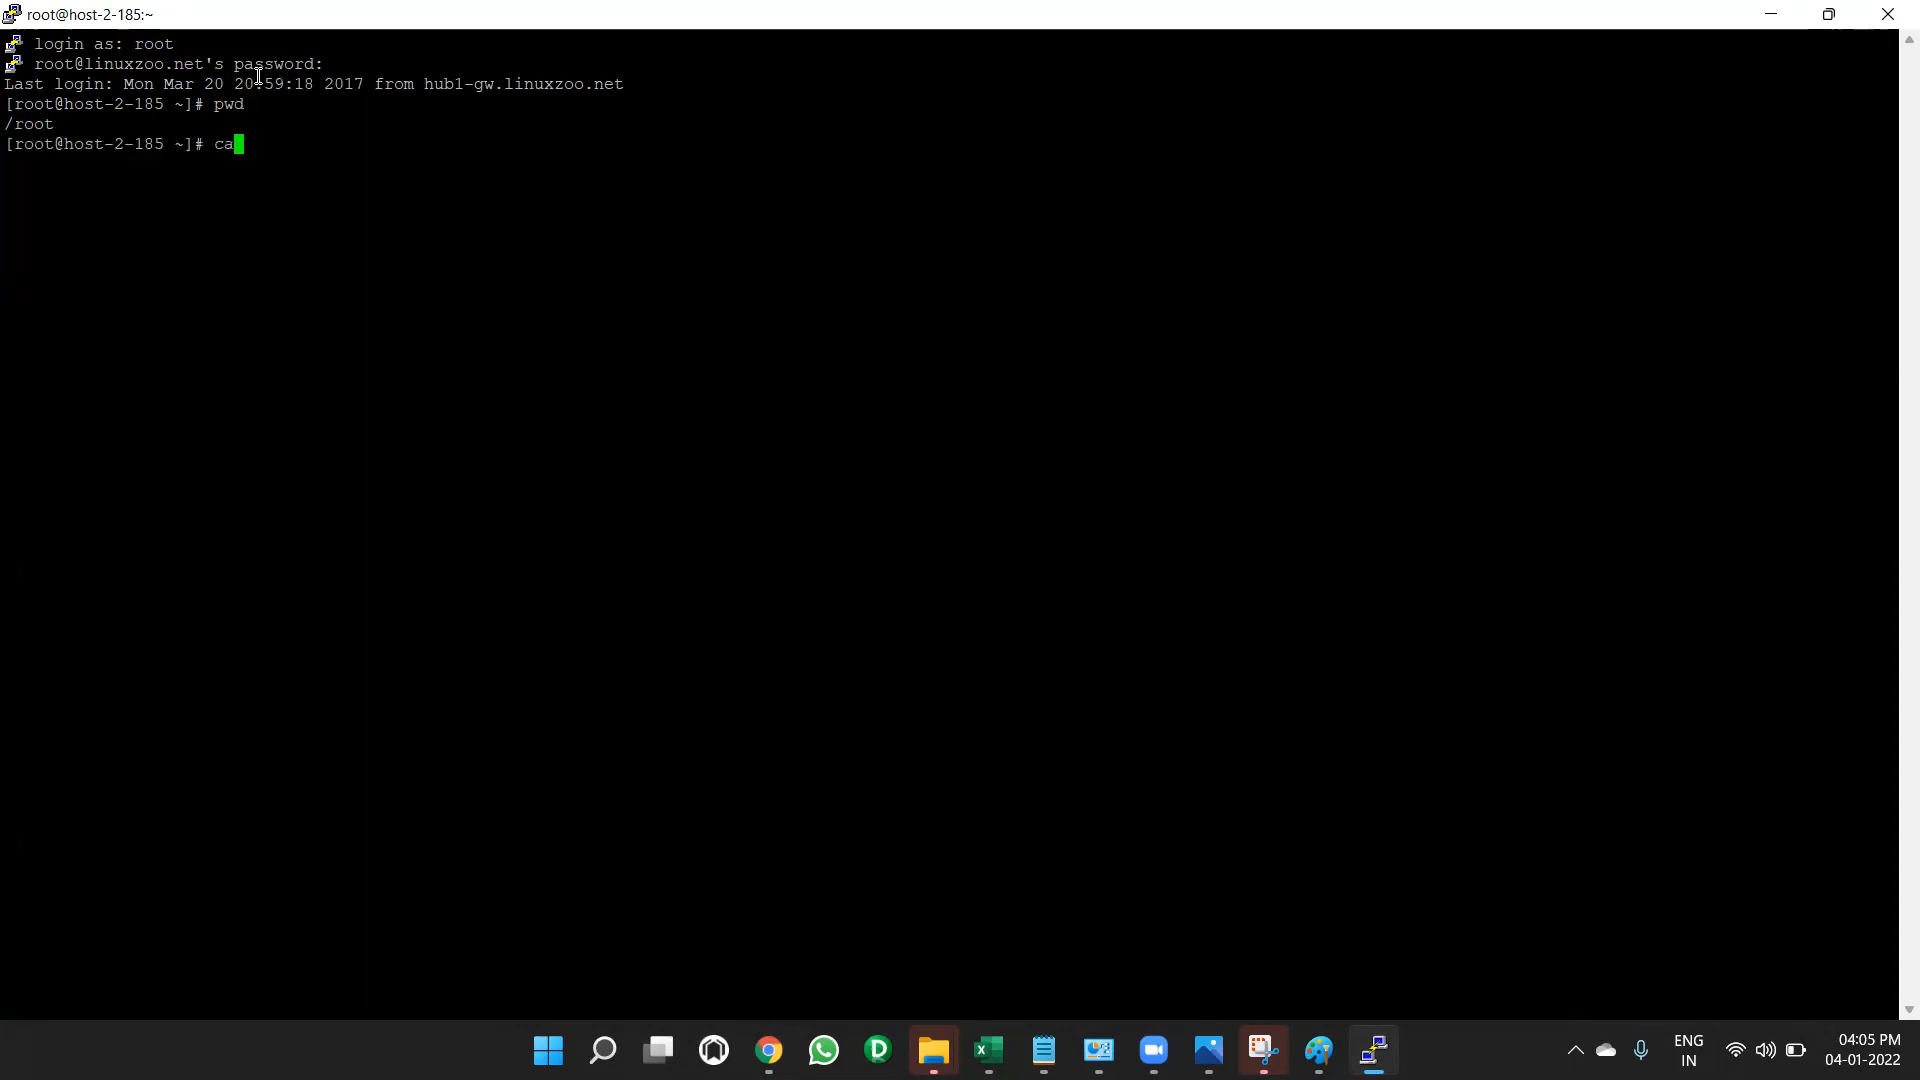 root@host-2-185:~
login as: root
root@linuxzoo.net's password:
Last login: Mon Mar 20 20:59:18 2017 from hub1-gw.linuxzoo.net
[root@host-2-185 ~]# pwd
/root
[root@host-2-185 ~]# ca
ENG
IN
04:05 PM
04-01-2022